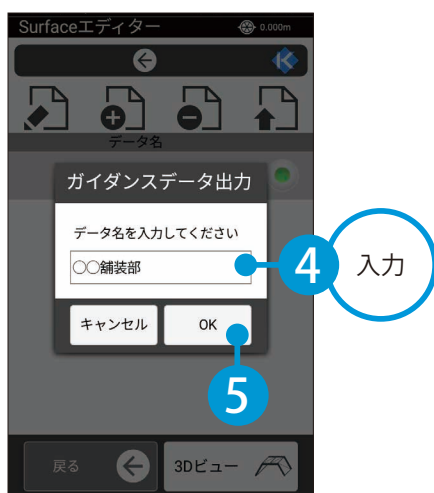 Surfaceエディター 0.000m
データ名
ガイダンスデータ出力
データ名を入力してください
○○舗装部
4 入力
キャンセル OK
5
戻る 3Dビュー